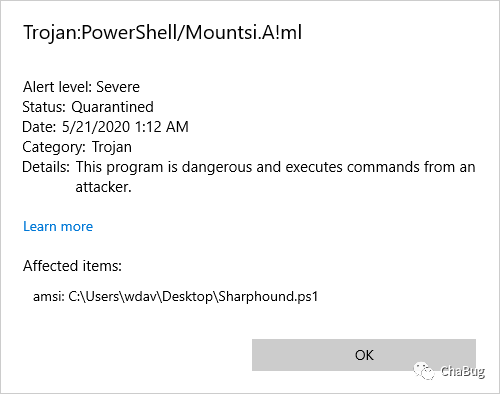 Trojan:PowerShell/Mountsi.A!ml
Alert level: Severe
Status: Quarantined
Date: 5/21/2020 1:12 AM
Category: Trojan
Details: This program is dangerous and executes commands from an
attacker.
Learn more
Affected items:
amsi: C:\Users\wdav\Desktop\Sharphound.ps1
OK
ChaBug